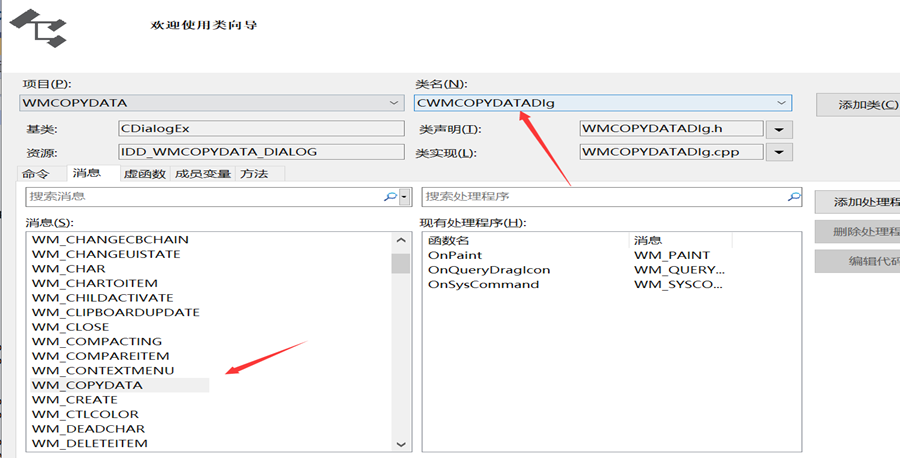 欢迎使用类向导
项目(P):
类名(N):
WMCOPYDATA
CWMCOPYDATADlg
添加类(C)
基类:
CDialogEx
类声明(T):
WMCOPYDATADlg.h
资源:
IDD_WMCOPYDATA_DIALOG
类实现(L):
WMCOPYDATADlg.cpp
命令 消息 虚函数 成员变量 方法
搜索消息
搜索处理程序
添加处理程
消息(S):
现有处理程序(H):
删除处理程
编辑代码
WM_CHANGECBCHAIN
WM_CHANGEUISTATE
WM_CHAR
WM_CHARTOITEM
WM_CHILDACTIVATE
WM_CLIPBOARDUPDATE
WM_CLOSE
WM_COMPACTING
WM_COMPAREITEM
WM_CONTEXTMENU
WM_COPYDATA
WM_CREATE
WM_CTLCOLOR
WM_DEADCHAR
WM_DELETEITEM
函数名 消息
OnPaint WM_PAINT
OnQueryDragIcon WM_QUERY...
OnSysCommand WM_SYSCO...